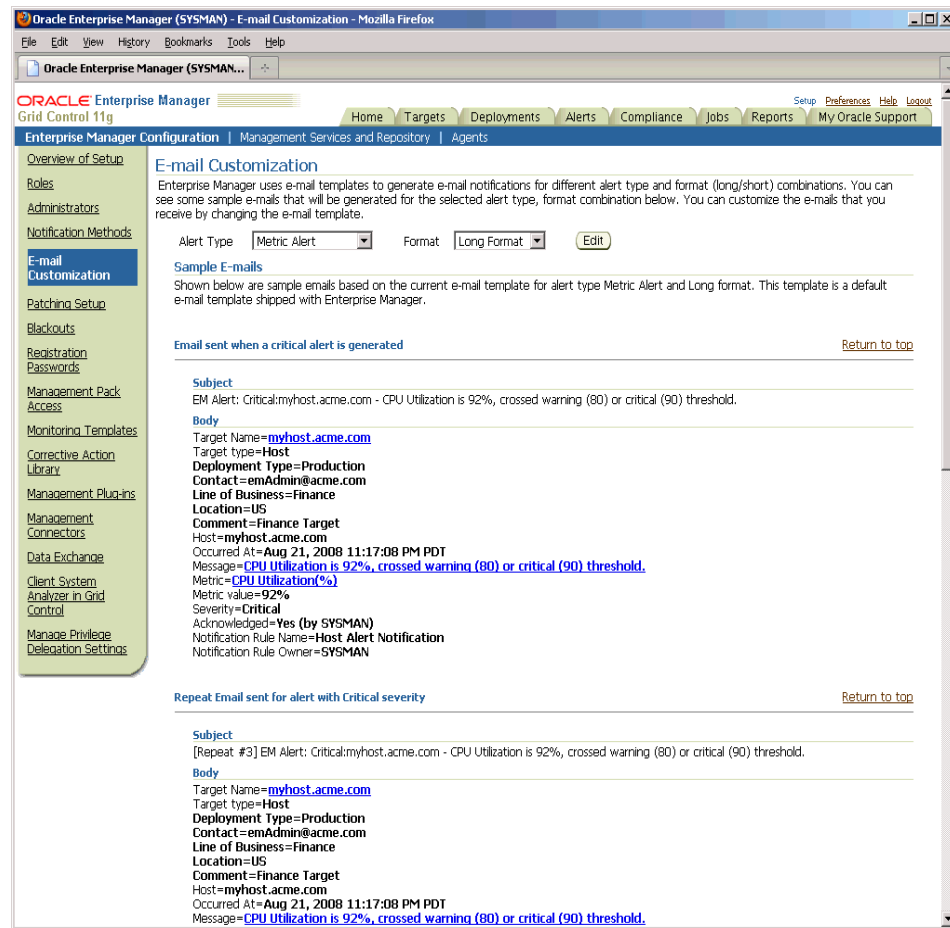 Oracle Enterprise Manager (SYSMAN) - E-mail Customization - Mozilla Firefox
File Edit View History Bookmarks Tools Help
Oracle Enterprise Manager (SYSMAN...
ORACLE Enterprise Manager
Grid Control 11g
Setup Preferences Help Logout
Home Targets Deployments Alerts Compliance Jobs Reports My Oracle Support
Enterprise Manager Configuration | Management Services and Repository | Agents
Overview of Setup
Roles
Administrators
Notification Methods
E-mail
Customization
Patching Setup
Blackouts
Registration
Passwords
Management Pack
Access
Monitoring Templates
Corrective Action
Library
Management Plug-ins
Management
Connectors
Data Exchange
Client System
Analyzer in Grid
Control
Manage Privilege
Delegation Settings
E-mail Customization
Enterprise Manager uses e-mail templates to generate e-mail notifications for different alert type and format (long/short) combinations. You can
see some sample e-mails that will be generated for the selected alert type, format combination below. You can customize the e-mails that you
receive by changing the e-mail template.
Alert Type Metric Alert Format Long Format Edit
Sample E-mails
Shown below are sample emails based on the current e-mail template for alert type Metric Alert and Long format. This template is a default
e-mail template shipped with Enterprise Manager.
Email sent when a critical alert is generated Return to top
Subject
EM Alert: Critical:myhost.acme.com - CPU Utilization is 92%, crossed warning (80) or critical (90) threshold.
Body
Target Name=myhost.acme.com
Target type=Host
Deployment Type=Production
Contact=emAdmin@acme.com
Line of Business=Finance
Location=US
Comment=Finance Target
Host=myhost.acme.com
Occurred At=Aug 21, 2008 11:17:08 PM PDT
Message=CPU Utilization is 92%, crossed warning (80) or critical (90) threshold.
Metric=CPU Utilization(%)
Metric value=92%
Severity=Critical
Acknowledged=Yes (by SYSMAN)
Notification Rule Name=Host Alert Notification
Notification Rule Owner=SYSMAN
Repeat Email sent for alert with Critical severity Return to top
Subject
[Repeat #3] EM Alert: Critical:myhost.acme.com - CPU Utilization is 92%, crossed warning (80) or critical (90) threshold.
Body
Target Name=myhost.acme.com
Target type=Host
Deployment Type=Production
Contact=emAdmin@acme.com
Line of Business=Finance
Location=US
Comment=Finance Target
Host=myhost.acme.com
Occurred At=Aug 21, 2008 11:17:08 PM PDT
Message=CPU Utilization is 92%, crossed warning (80) or critical (90) threshold.